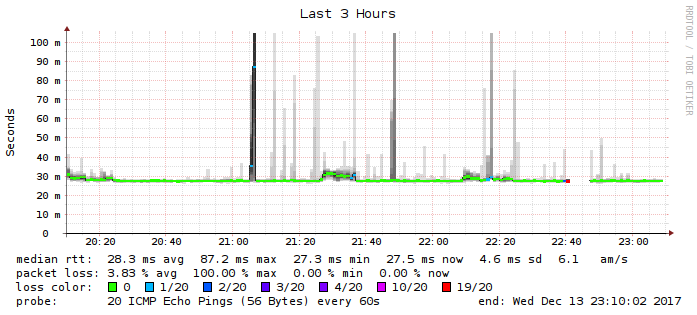 Last 3 Hours
RRDTOOL / TOBI OETIKER
Seconds
100 m
90 m
80 m
70 m
60 m
50 m
40 m
30 m
20 m
10 m
0
20:20 20:40 21:00 21:20 21:40 22:00 22:20 22:40 23:00
median rtt: 28.3 ms avg 87.2 ms max 27.3 ms min 27.5 ms now 4.6 ms sd 6.1 am/s
packet loss: 3.83 % avg 100.00 % max 0.00 % min 0.00 % now
loss color: 0 1/20 2/20 3/20 4/20 10/20 19/20
probe: 20 ICMP Echo Pings (56 Bytes) every 60s end: Wed Dec 13 23:10:02 2017